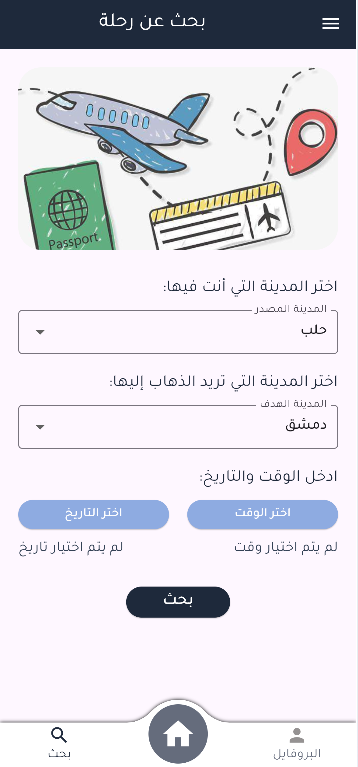 بحث عن رحلة
Passport
اختر المدينة التي أنت فيها:
المدينة المصدر
حلب
اختر المدينة التي تريد الذهاب إليها:
المدينة الهدف
دمشق
ادخل الوقت والتاريخ:
اختر الوقت
اختر التاريخ
لم يتم اختيار وقت
لم يتم اختيار تاريخ
بحث
البروفايل
بحث